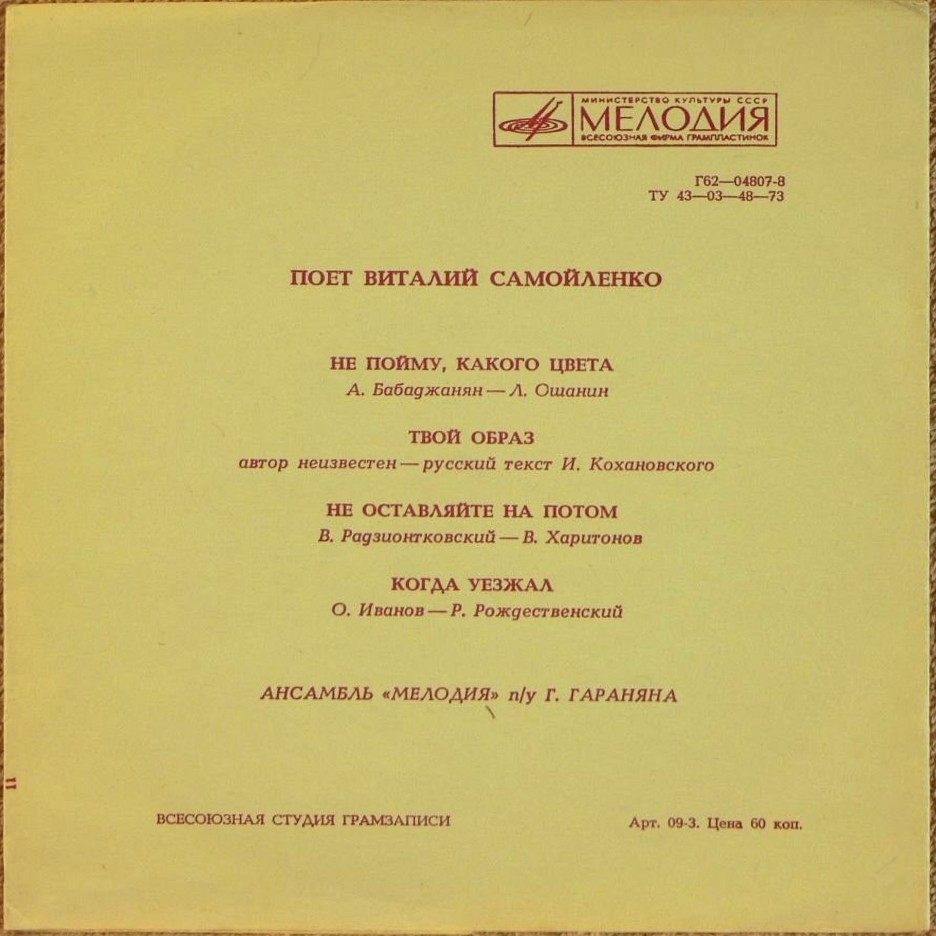 МИНИСТЕРСТВО КУЛЬТУРЫ СССР
МЕЛОДИЯ
ВСЕСОЮЗНАЯ ФИРМА ГРАМПЛАСТИНОК
Г62—04807-8
ТУ 43—03—48—73
ПОЕТ ВИТАЛИЙ САМОЙЛЕНКО
НЕ ПОЙМУ, КАКОГО ЦВЕТА
А. Бабаджанян — Л. Ошанин
ТВОЙ ОБРАЗ
автор неизвестен — русский текст И. Кохановского
НЕ ОСТАВЛЯЙТЕ НА ПОТОМ
В. Радзионтковский — В. Харитонов
КОГДА УЕЗЖАЛ
О. Иванов — Р. Рождественский
АНСАМБЛЬ «МЕЛОДИЯ» п/у Г. ГАРАНЯНА
ВСЕСОЮЗНАЯ СТУДИЯ ГРАМЗАПИСИ
Арт. 09-3. Цена 60 коп.